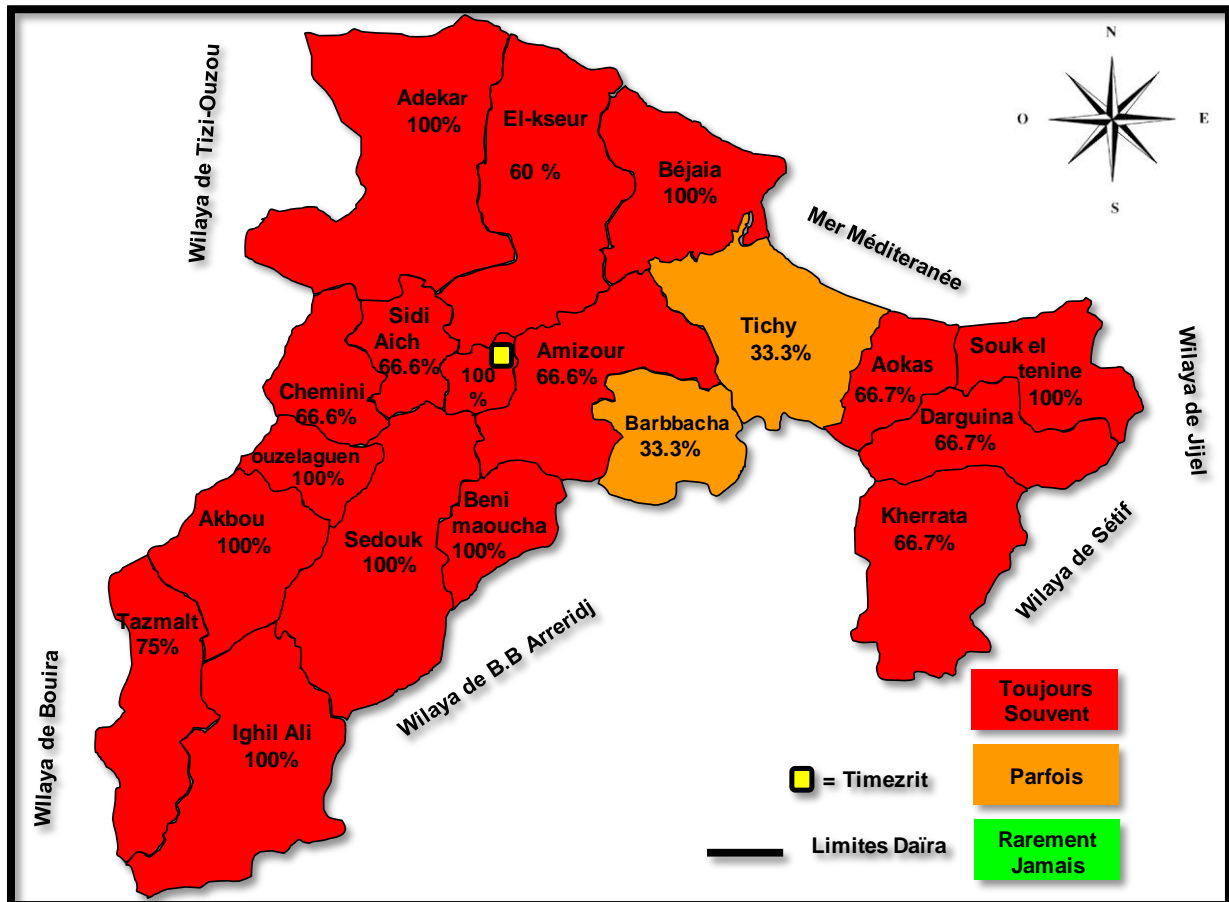 N
O
E
S
Wilaya de Tizi-Ouzou
Adekar
100%
El-kseur
60 %
Béjaia
100%
Mer Méditeranée
Sidi
Aich
66.6%
Chemini
66.6%
100
%
Amizour
66.6%
Tichy
33.3%
Barbbacha
33.3%
Aokas
66.7%
Souk el
tenine
100%
Darguina
66.7%
Wilaya de Jijel
ouzelaguen
100%
Akbou
100%
Sedouk
100%
Beni
maoucha
100%
Kherrata
66.7%
Wilaya de Sétif
Tazmalt
75%
Ighil Ali
100%
Wilaya de B.B Arreridj
WIlaya de Bouira
Toujours
Souvent
= Timezrit
Parfois
Limites Daïra
Rarement
Jamais